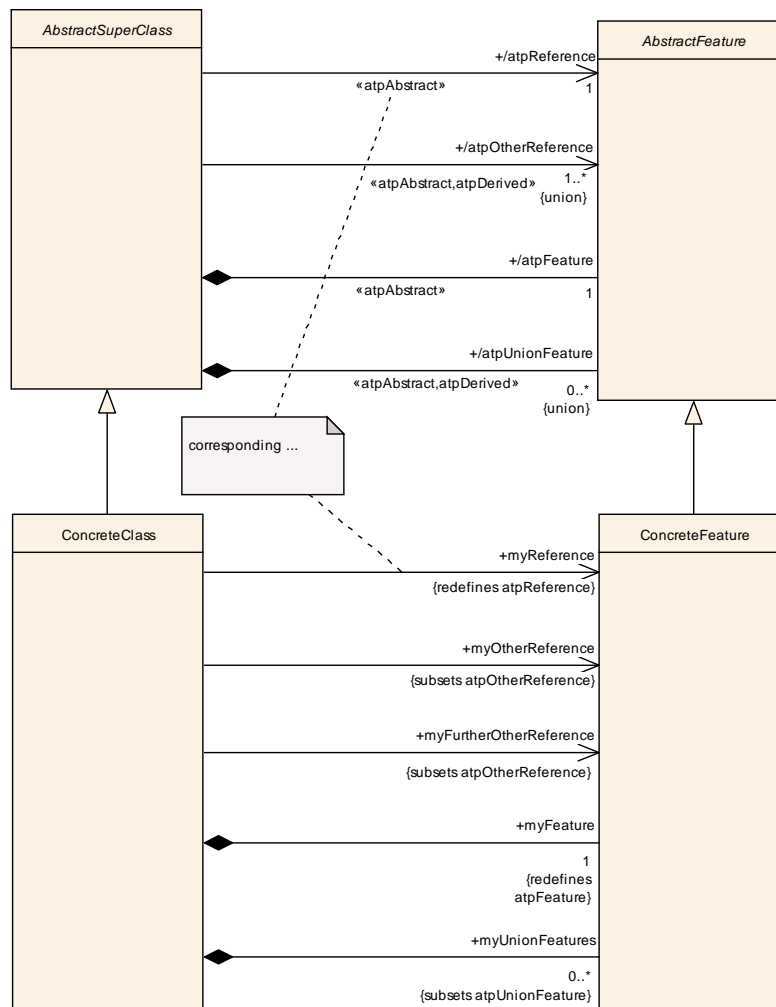 AbstractSuperClass
AbstractFeature
+/atpReference
«atpAbstract»
1
+/atpOtherReference
«atpAbstract,atpDerived»
1..*
{union}
+/atpFeature
«atpAbstract»
1
+/atpUnionFeature
«atpAbstract,atpDerived»
0..*
{union}
corresponding ...
ConcreteClass
ConcreteFeature
+myReference
{redefines atpReference}
+myOtherReference
{subsets atpOtherReference}
+myFurtherOtherReference
{subsets atpOtherReference}
+myFeature
1
{redefines
atpFeature}
+myUnionFeatures
0..*
{subsets atpUnionFeature}